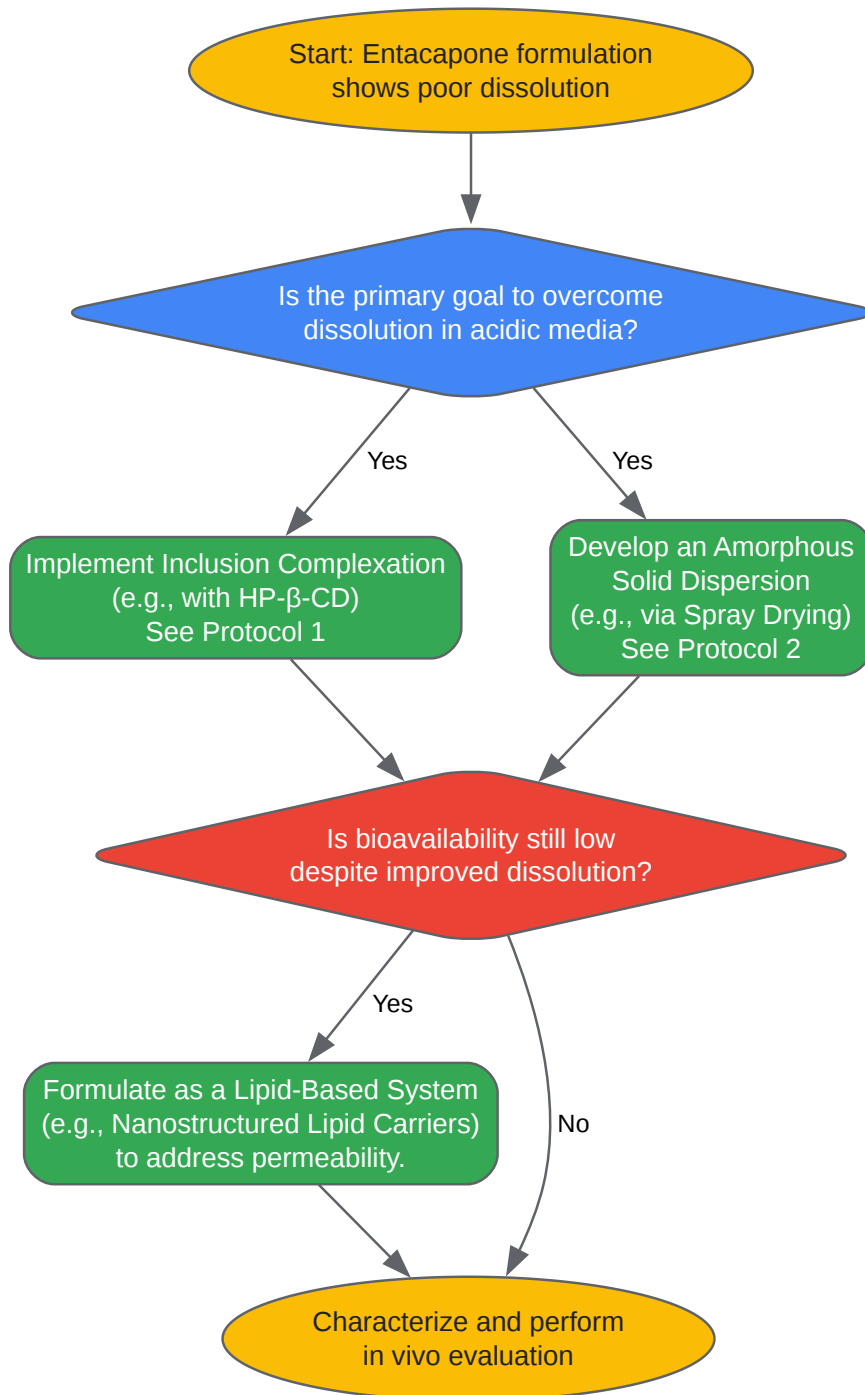 Start: Entacapone formulation
shows poor dissolution
Is the primary goal to overcome
dissolution in acidic media?
Yes
Yes
Implement Inclusion Complexation
(e.g., with HP-β-CD)
See Protocol 1
Develop an Amorphous
Solid Dispersion
(e.g., via Spray Drying)
See Protocol 2
Is bioavailability still low
despite improved dissolution?
Yes
No
Formulate as a Lipid-Based System
(e.g., Nanostructured Lipid Carriers)
to address permeability.
Characterize and perform
in vivo evaluation